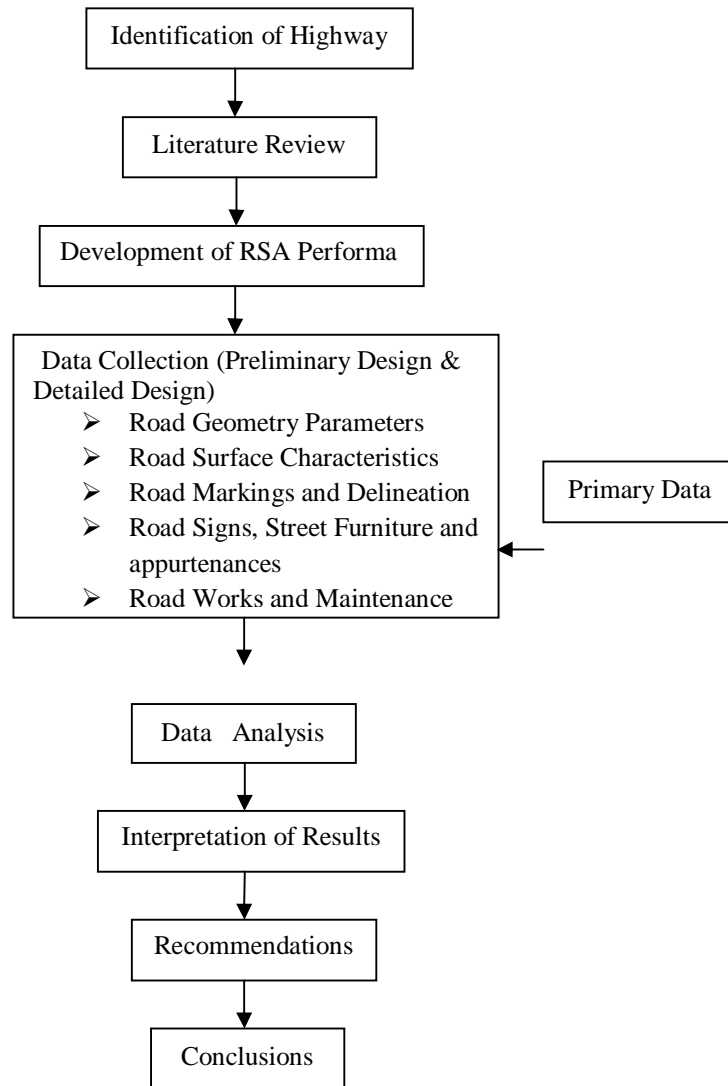 Identification of Highway
Literature Review
Development of RSA Performa
Data Collection (Preliminary Design &
Detailed Design)
➢ Road Geometry Parameters
➢ Road Surface Characteristics
➢ Road Markings and Delineation
➢ Road Signs, Street Furniture and
appurtenances
➢ Road Works and Maintenance
Primary Data
Data Analysis
Interpretation of Results
Recommendations
Conclusions